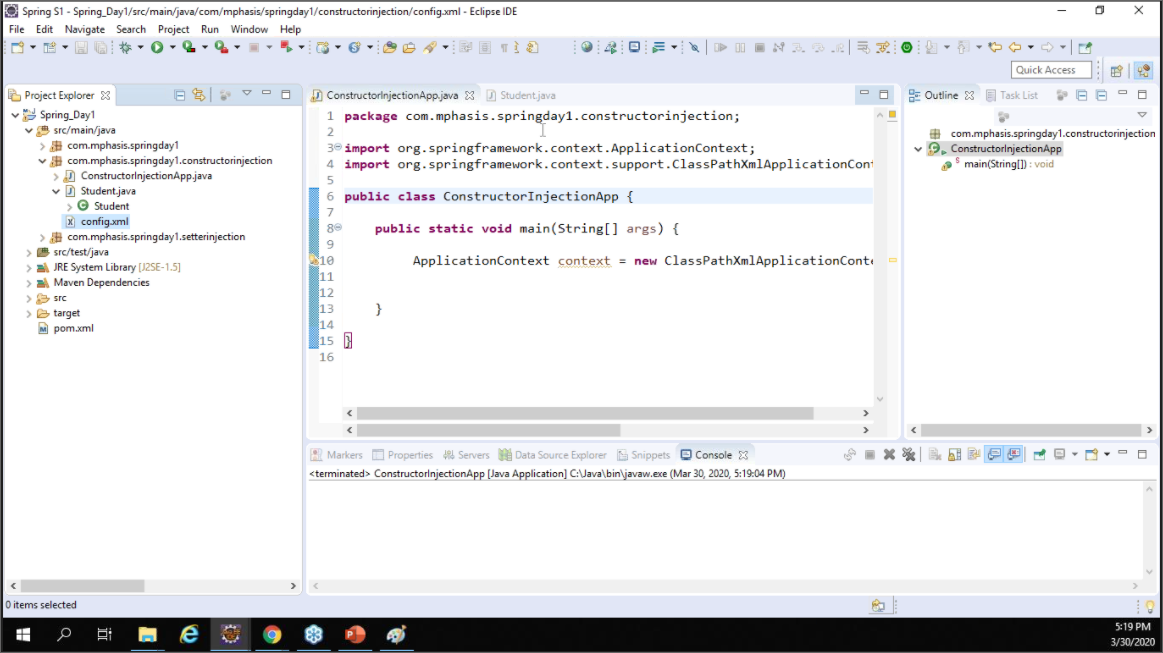 Spring S1 - Spring_Day1/src/main/java/com/mphasis/springday1/constructorinjection/config.xml - Eclipse IDE
File Edit Navigate Search Project Run Window Help
Quick Access
Project Explorer
Spring_Day1
src/main/java
com.mphasis.springday1
com.mphasis.springday1.constructorinjection
ConstructorInjectionApp.java
Student.java
Student
config.xml
com.mphasis.springday1.setterinjection
src/test/java
JRE System Library [J2SE-1.5]
Maven Dependencies
src
target
pom.xml
ConstructorInjectionApp.java Student.java
1 package com.mphasis.springday1.constructorinjection;
2
3 import org.springframework.context.ApplicationContext;
4 import org.springframework.context.support.ClassPathXmlApplicationCont
5
6 public class ConstructorInjectionApp {
7
8 public static void main(String[] args) {
9
10 ApplicationContext context = new ClassPathXmlApplicationConte
11
12
13 }
14
15 }
16
Outline Task List
com.mphasis.springday1.constructorinjection
ConstructorInjectionApp
S main(String[]) : void
Markers Properties Servers Data Source Explorer Snippets Console
<terminated> ConstructorInjectionApp [Java Application] C:\Java\bin\javaw.exe (Mar 30, 2020, 5:19:04 PM)
0 items selected
5:19 PM
3/30/2020